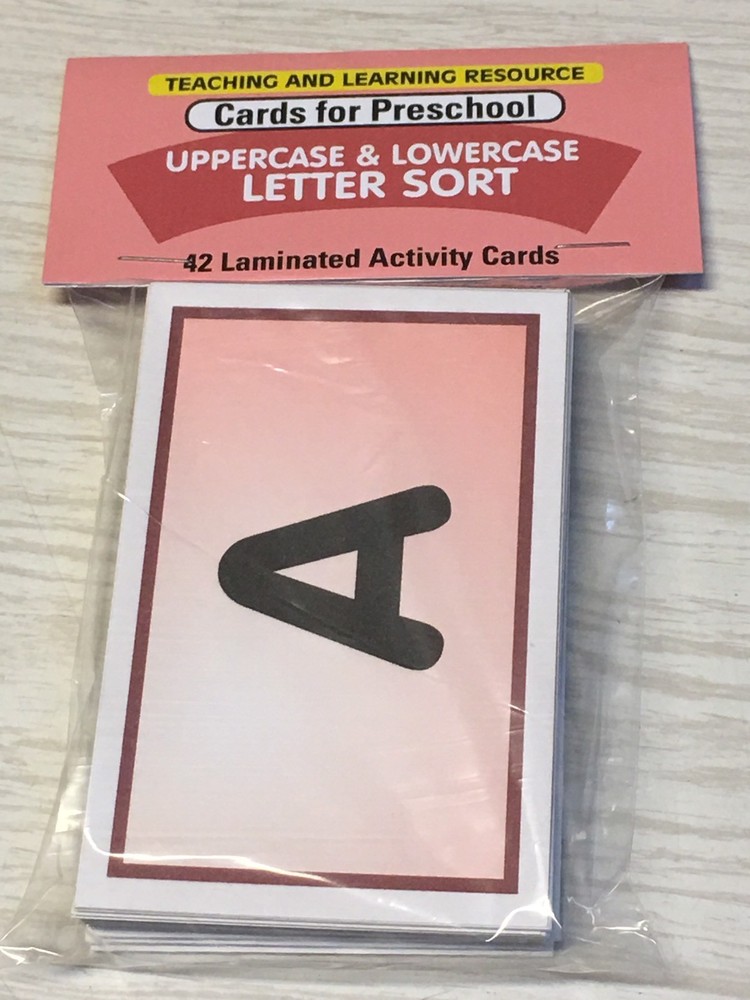 TEACHING AND LEARNING RESOURCE
Cards for Preschool
UPPERCASE & LOWERCASE
LETTER SORT
42 Laminated Activity Cards
A